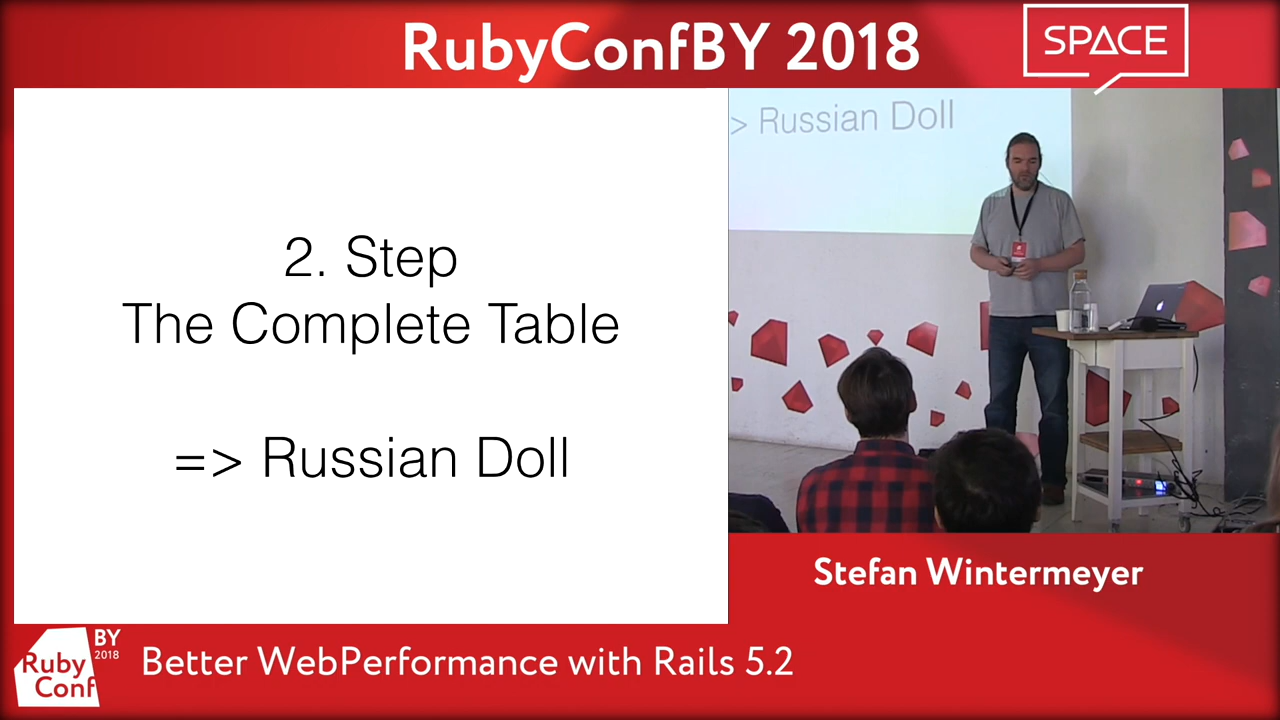 RubyConfBY 2018
SPACE
2. Step
The Complete Table
=> Russian Doll
> Russian Doll
Stefan Wintermeyer
Ruby
Conf
BY
2018
Better WebPerformance with Rails 5.2